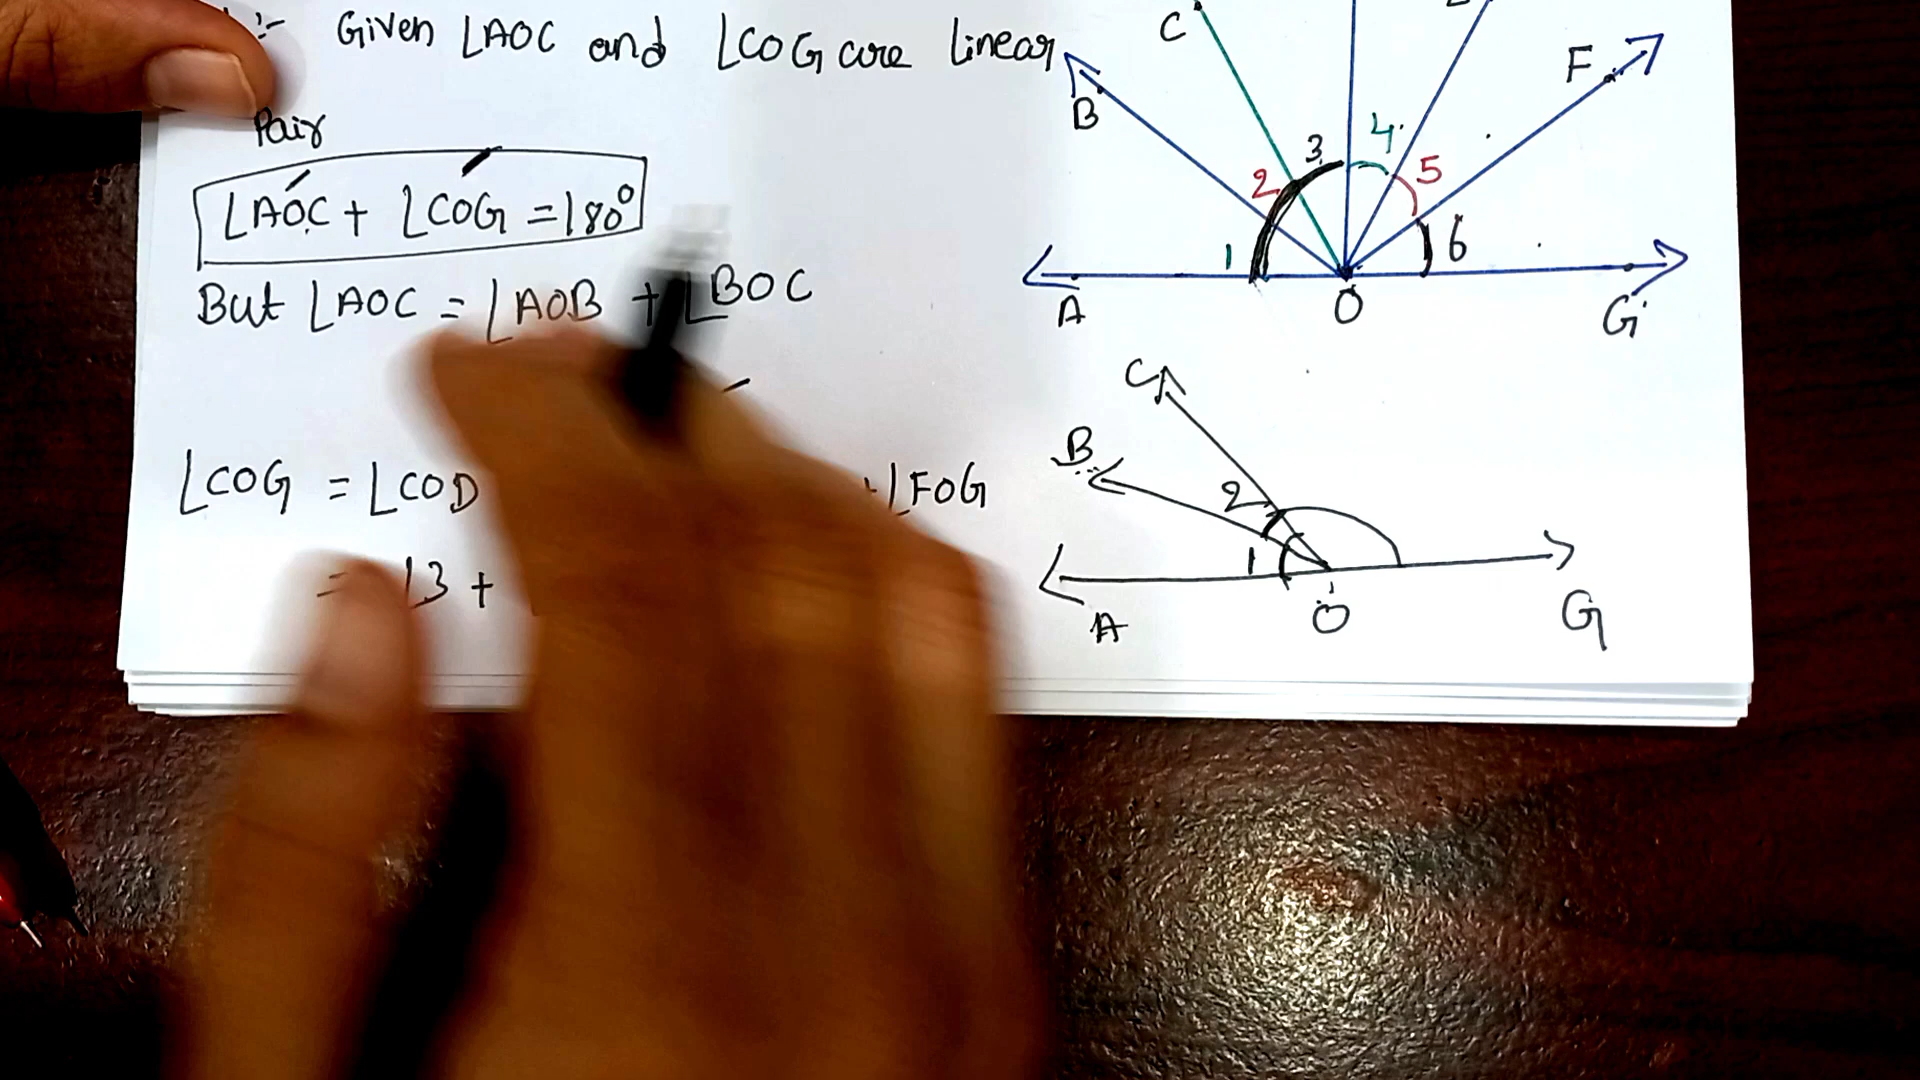 :- Given ∠AOC and ∠COG are linear
Pair
∠AOC + ∠COG = 180°
But ∠AOC = ∠AOB + ∠BOC
∠COG = ∠COD + ∠FOG
= ∠3 +
C
B
F
1
2
3
4
5
6
A
O
G
C
B
2
1
A
O
G